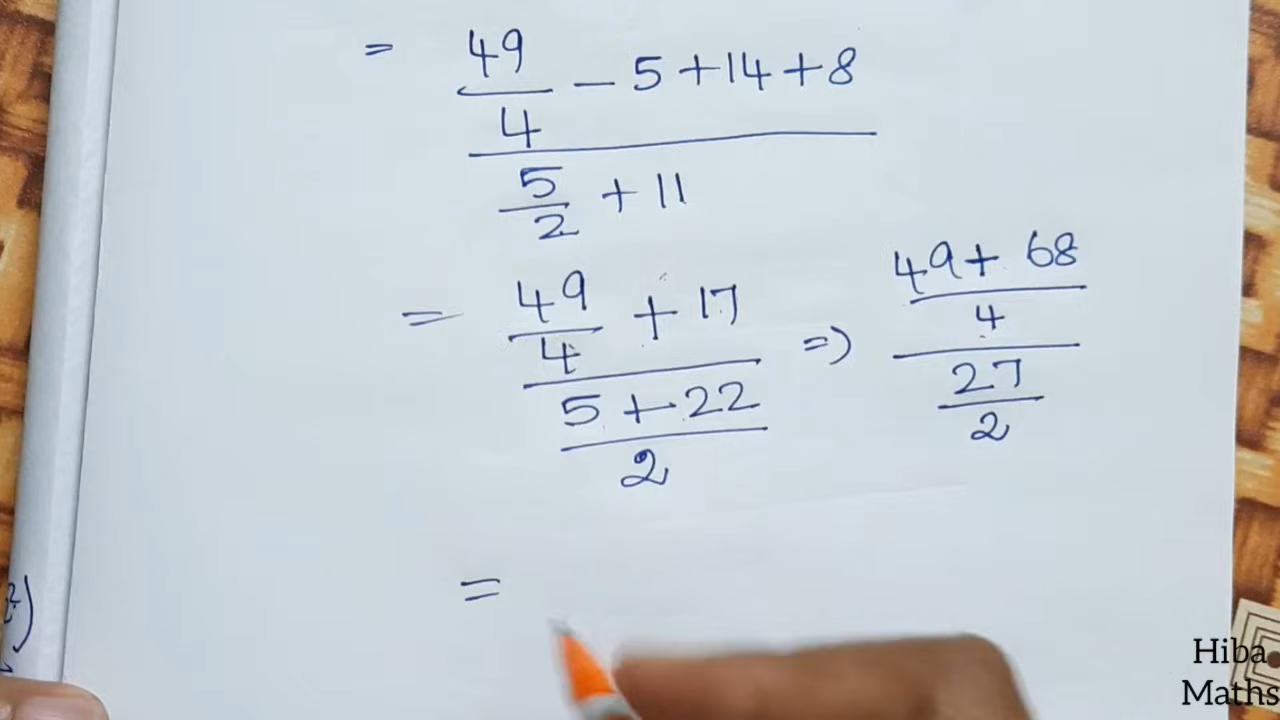 = 49/4 - 5 + 14 + 8
5/2 + 11
= 49/4 + 17 ⇒ 49 + 68
4
5 + 22
2
27
2
=
Hiba
Maths